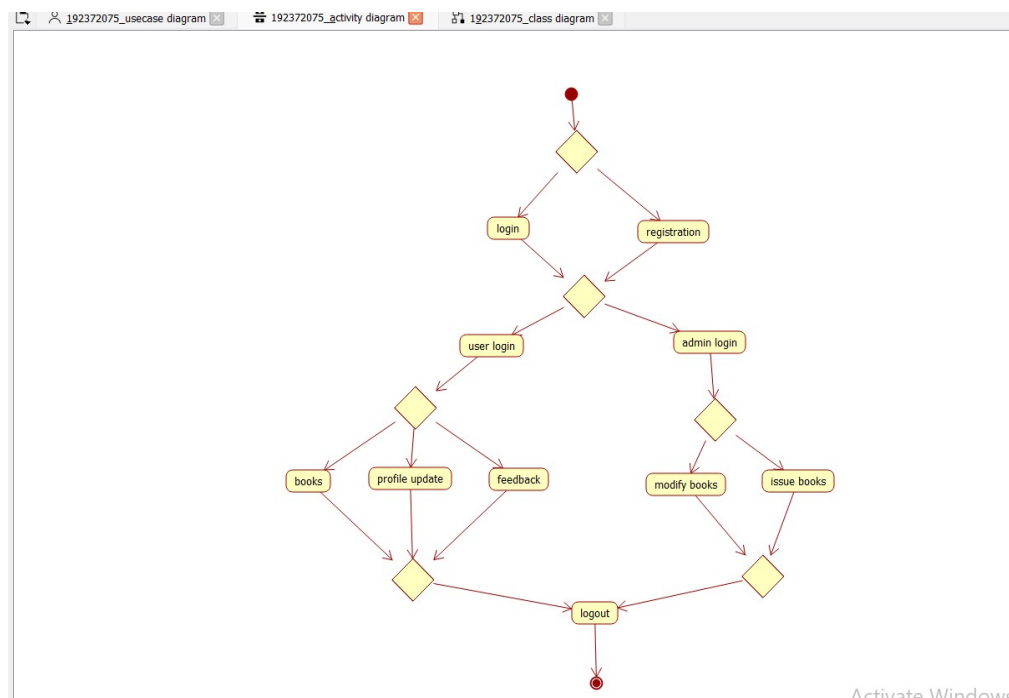 192372075_usecase diagram
192372075_activity diagram
192372075_class diagram
login
registration
user login
admin login
books
profile update
feedback
modify books
issue books
logout
Activate Windows